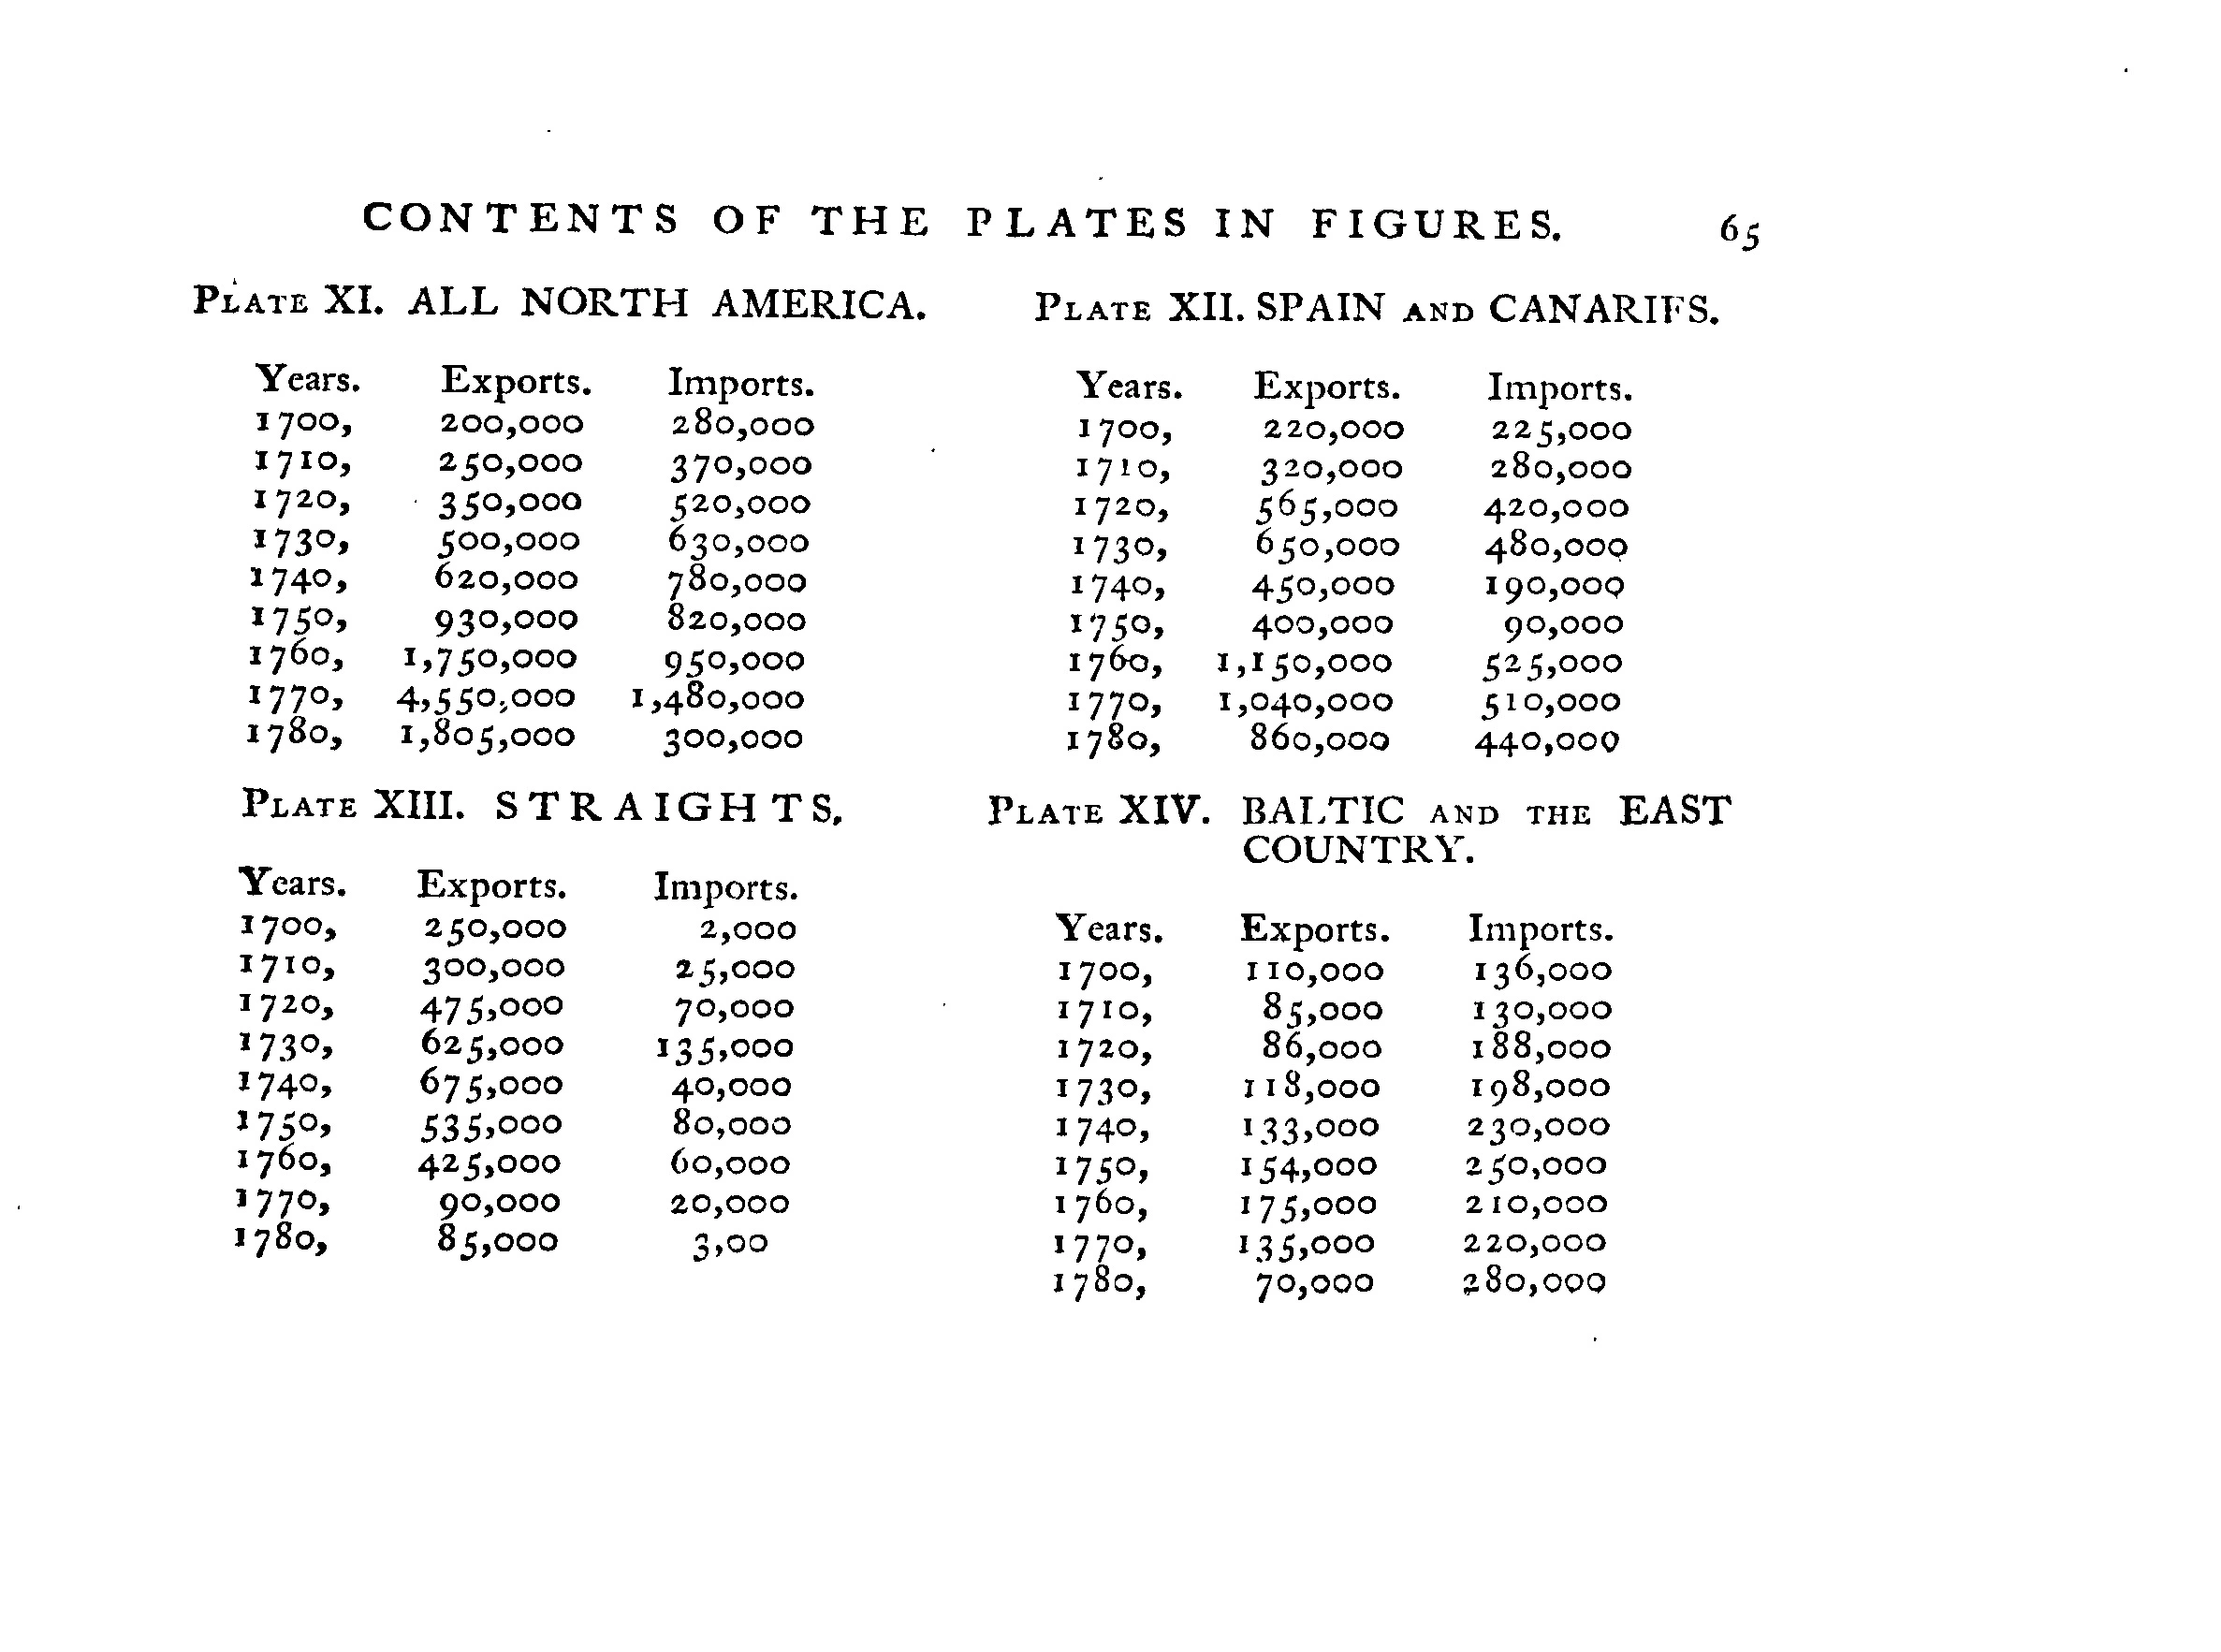 CONTENTS OF THE PLATES IN FIGURES. 65
PLATE XI. ALL NORTH AMERICA.
Years. Exports. Imports.
1700, 200,000 280,000
1710, 250,000 370,000
1720, 350,000 520,000
1730, 500,000 630,000
1740, 620,000 780,000
1750, 930,000 820,000
1760, 1,750,000 950,000
1770, 4,550,000 1,480,000
1780, 1,805,000 300,000
PLATE XII. SPAIN AND CANARIES.
Years. Exports. Imports.
1700, 220,000 225,000
1710, 320,000 280,000
1720, 565,000 420,000
1730, 650,000 480,000
1740, 450,000 190,000
1750, 400,000 90,000
1760, 1,150,000 525,000
1770, 1,040,000 510,000
1780, 860,000 440,000
PLATE XIII. STRAIGHTS.
Years. Exports. Imports.
1700, 250,000 2,000
1710, 300,000 25,000
1720, 475,000 70,000
1730, 625,000 135,000
1740, 675,000 40,000
1750, 535,000 80,000
1760, 425,000 60,000
1770, 90,000 20,000
1780, 85,000 3,00
PLATE XIV. BALTIC AND THE EAST
COUNTRY.
Years. Exports. Imports.
1700, 110,000 136,000
1710, 85,000 130,000
1720, 86,000 188,000
1730, 118,000 198,000
1740, 133,000 230,000
1750, 154,000 250,000
1760, 175,000 210,000
1770, 135,000 220,000
1780, 70,000 280,000